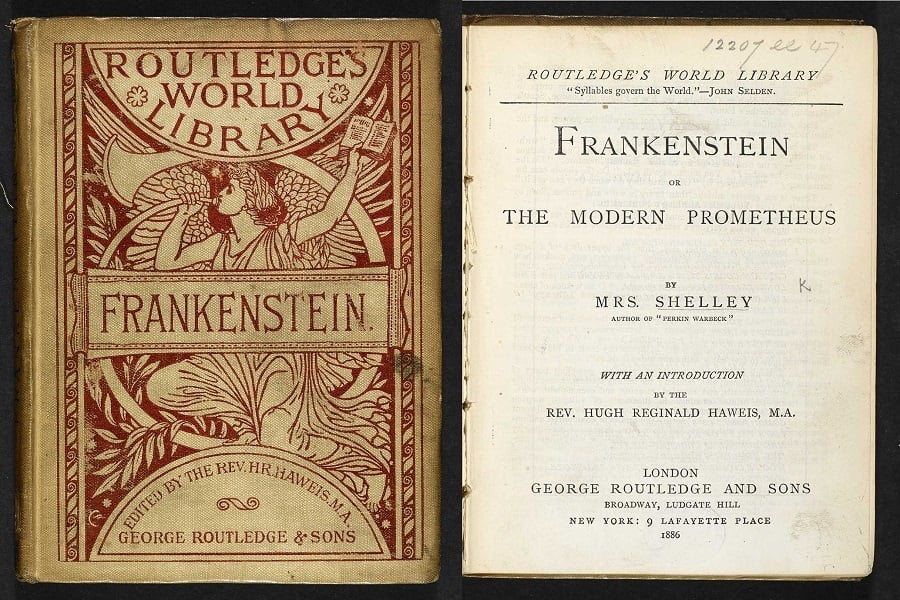 ROUTLEDGE'S
WORLD
LIBRARY
FRANKENSTEIN.
EDITED BY THE REV. H.R. HAWEIS, M.A.
GEORGE ROUTLEDGE & SONS
12207 ee 47
ROUTLEDGE'S WORLD LIBRARY
"Syllables govern the World."—JOHN SELDEN.
FRANKENSTEIN
OR
THE MODERN PROMETHEUS
BY
MRS. SHELLEY
AUTHOR OF "PERKIN WARBECK"
K
WITH AN INTRODUCTION
BY THE
REV. HUGH REGINALD HAWEIS, M.A.
LONDON
GEORGE ROUTLEDGE AND SONS
BROADWAY, LUDGATE HILL
NEW YORK: 9 LAFAYETTE PLACE
1886